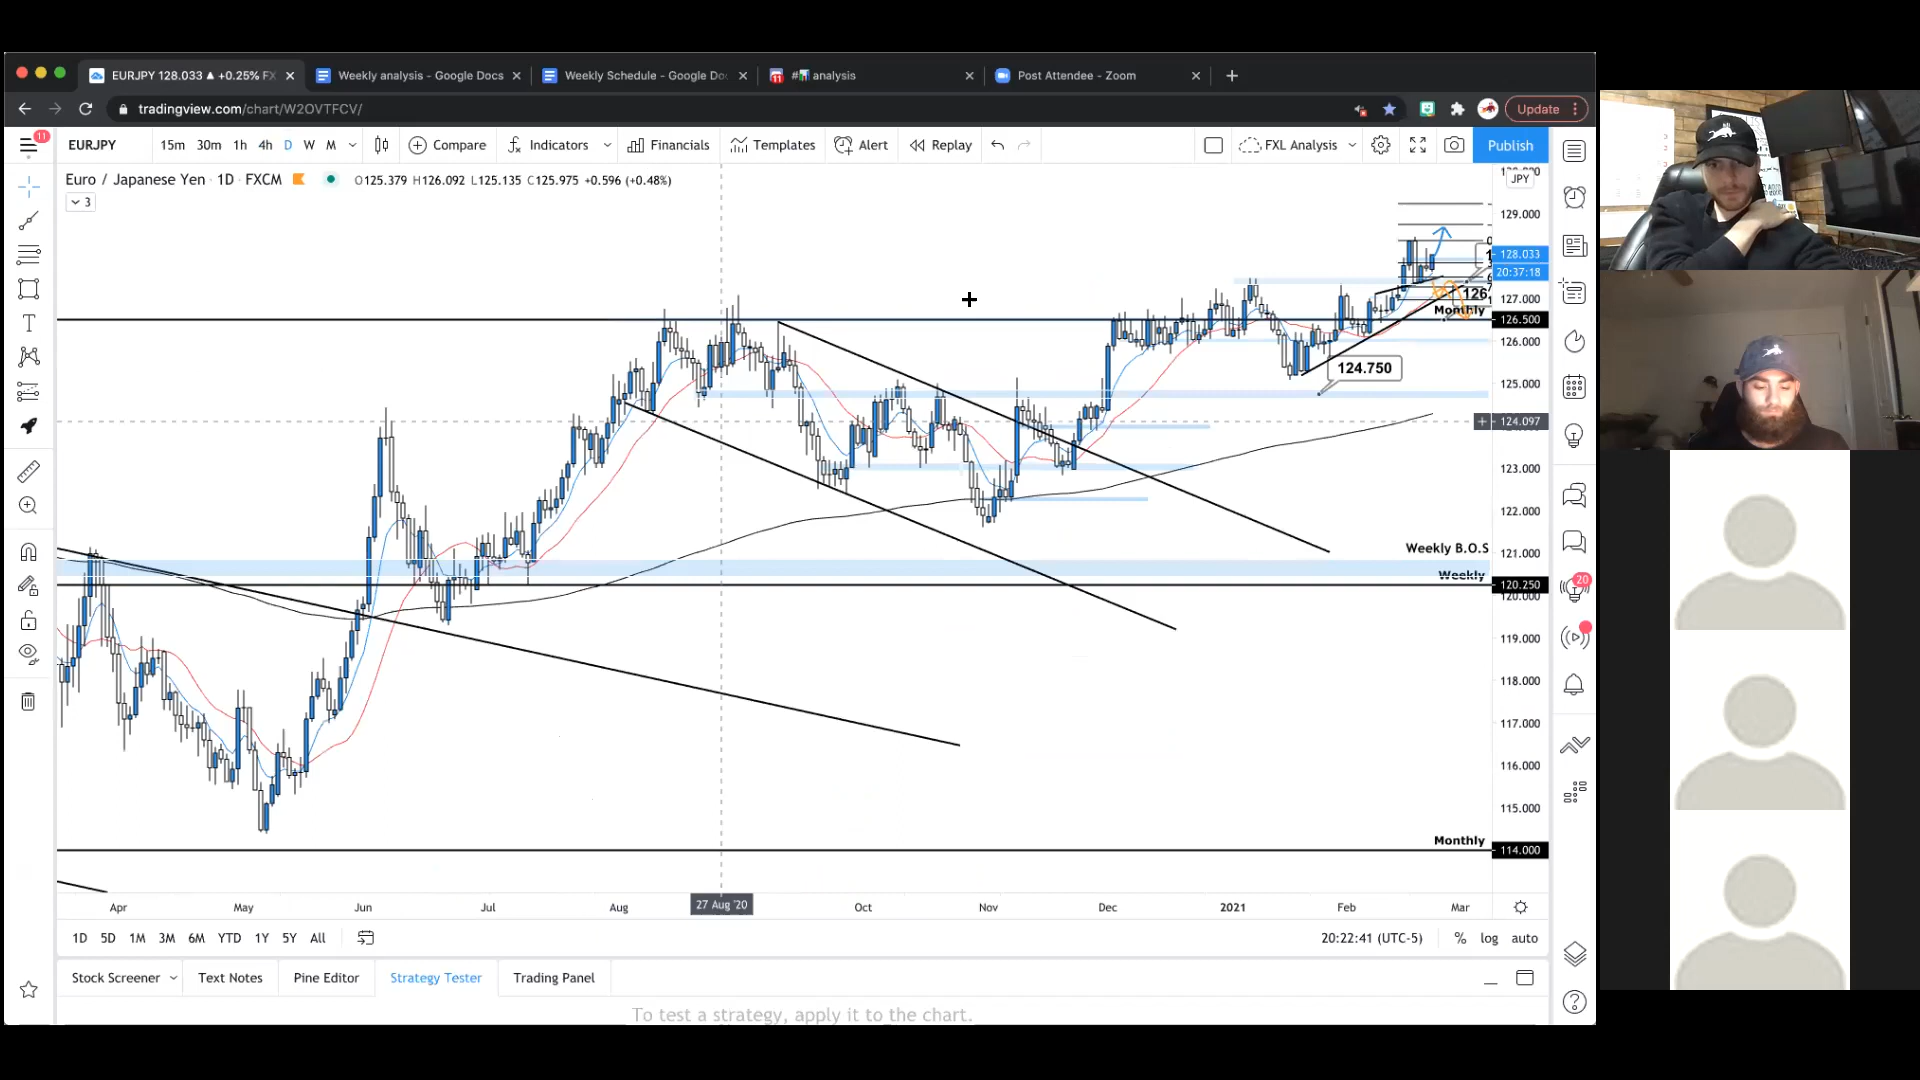 EURJPY 128.033 ▲ +0.25% FX
Weekly analysis - Google Docs
Weekly Schedule - Google Do
#📊 analysis
Post Attendee - Zoom
tradingview.com/chart/W2OVTFCV/
Update
11
EURJPY
15m 30m 1h 4h D W M
Compare
Indicators
Financials
Templates
Alert
Replay
FXL Analysis
Publish
Euro / Japanese Yen · 1D · FXCM
O125.379 H126.092 L125.135 C125.975 +0.596 (+0.48%)
3
JPY
129.000
128.033
20:37:18
127.000
126
Monthly
126.500
126.000
125.000
124.750
124.097
123.000
122.000
121.000
Weekly B.O.S
Weekly
120.250
120.000
119.000
118.000
117.000
116.000
115.000
Monthly
114.000
20
Apr May Jun Jul Aug 27 Aug '20 Oct Nov Dec 2021 Feb Mar
1D 5D 1M 3M 6M YTD 1Y 5Y All
20:22:41 (UTC-5) % log auto
Stock Screener Text Notes Pine Editor Strategy Tester Trading Panel
To test a strategy, apply it to the chart.